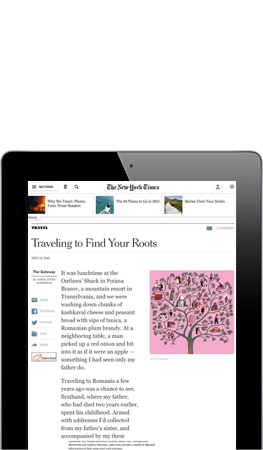 SECTIONS
The New York Times
Why We Travel: Photos
From Times Readers
The 46 Places to Go in 2013
Stories From Our Guides
TRAVEL
1 COMMENT
Traveling to Find Your Roots
The Getaway
It was lunchtime at the
Outlaws' Shack in Poiana
Brasov, a mountain resort in
Transylvania, and we were
washing down chunks of
kashkaval cheese and peasant
bread with sips of tsuica, a
Romanian plum brandy. At a
neighboring table, a man
picked up a red onion and bit
into it as if it were an apple —
something I had seen only my
father do.
EMAIL
FACEBOOK
TWITTER
SAVE
MORE
Traveling to Romania a few
years ago was a chance to see,
firsthand, where my father,
who had died two years earlier,
spent his childhood. Armed
with addresses I'd collected
from my father's sister, and
accompanied by my three